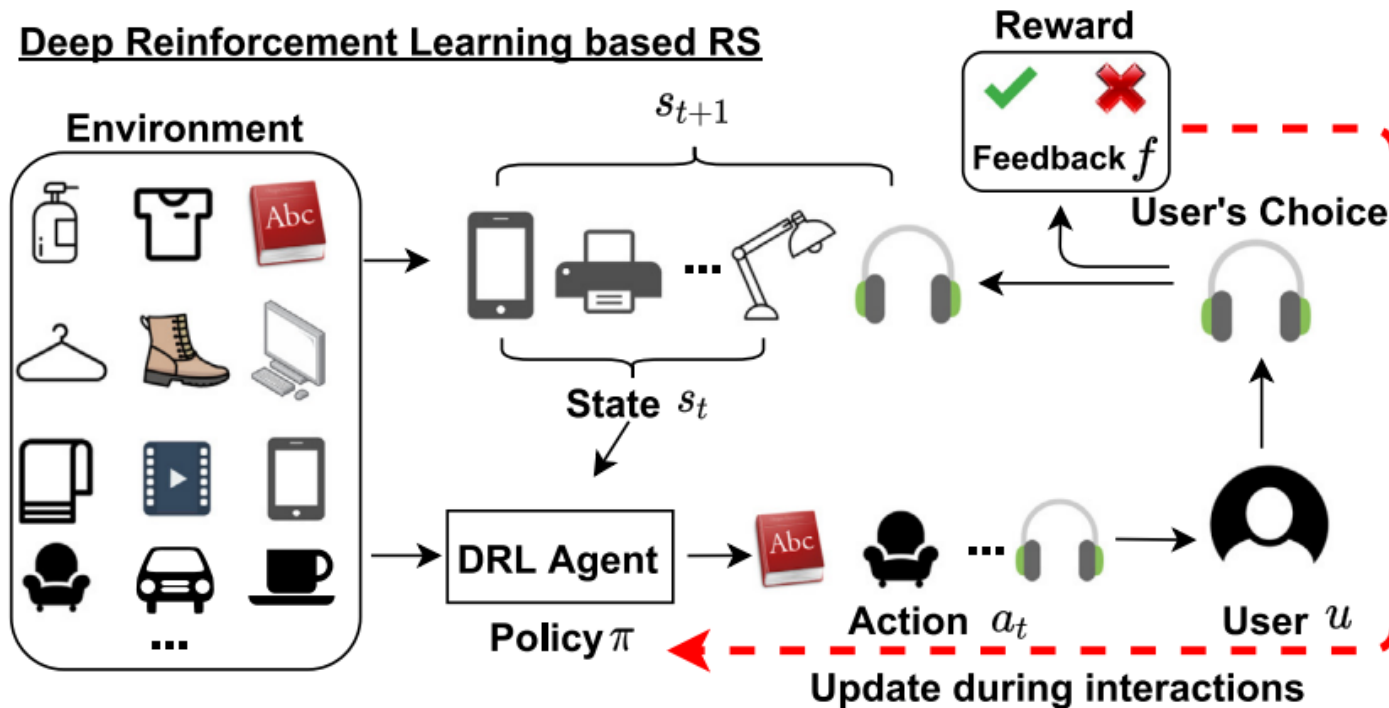 Deep Reinforcement Learning based RS
Reward
Feedback f
Environment
s_{t+1}
Abc
User's Choice
...
State s_t
DRL Agent
Abc
...
Policy π
Action a_t
User u
...
Update during interactions